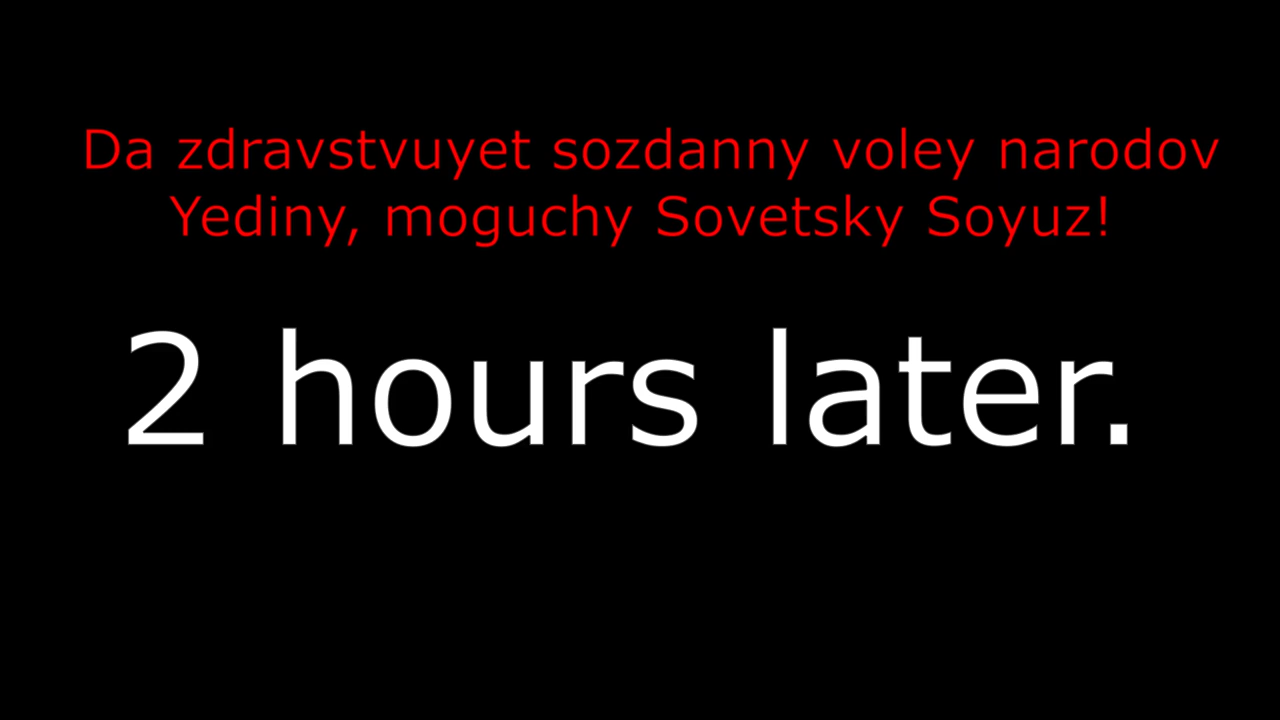 Da zdravstvuyet sozdanny voley narodov
Yediny, moguchy Sovetsky Soyuz!
2 hours later.